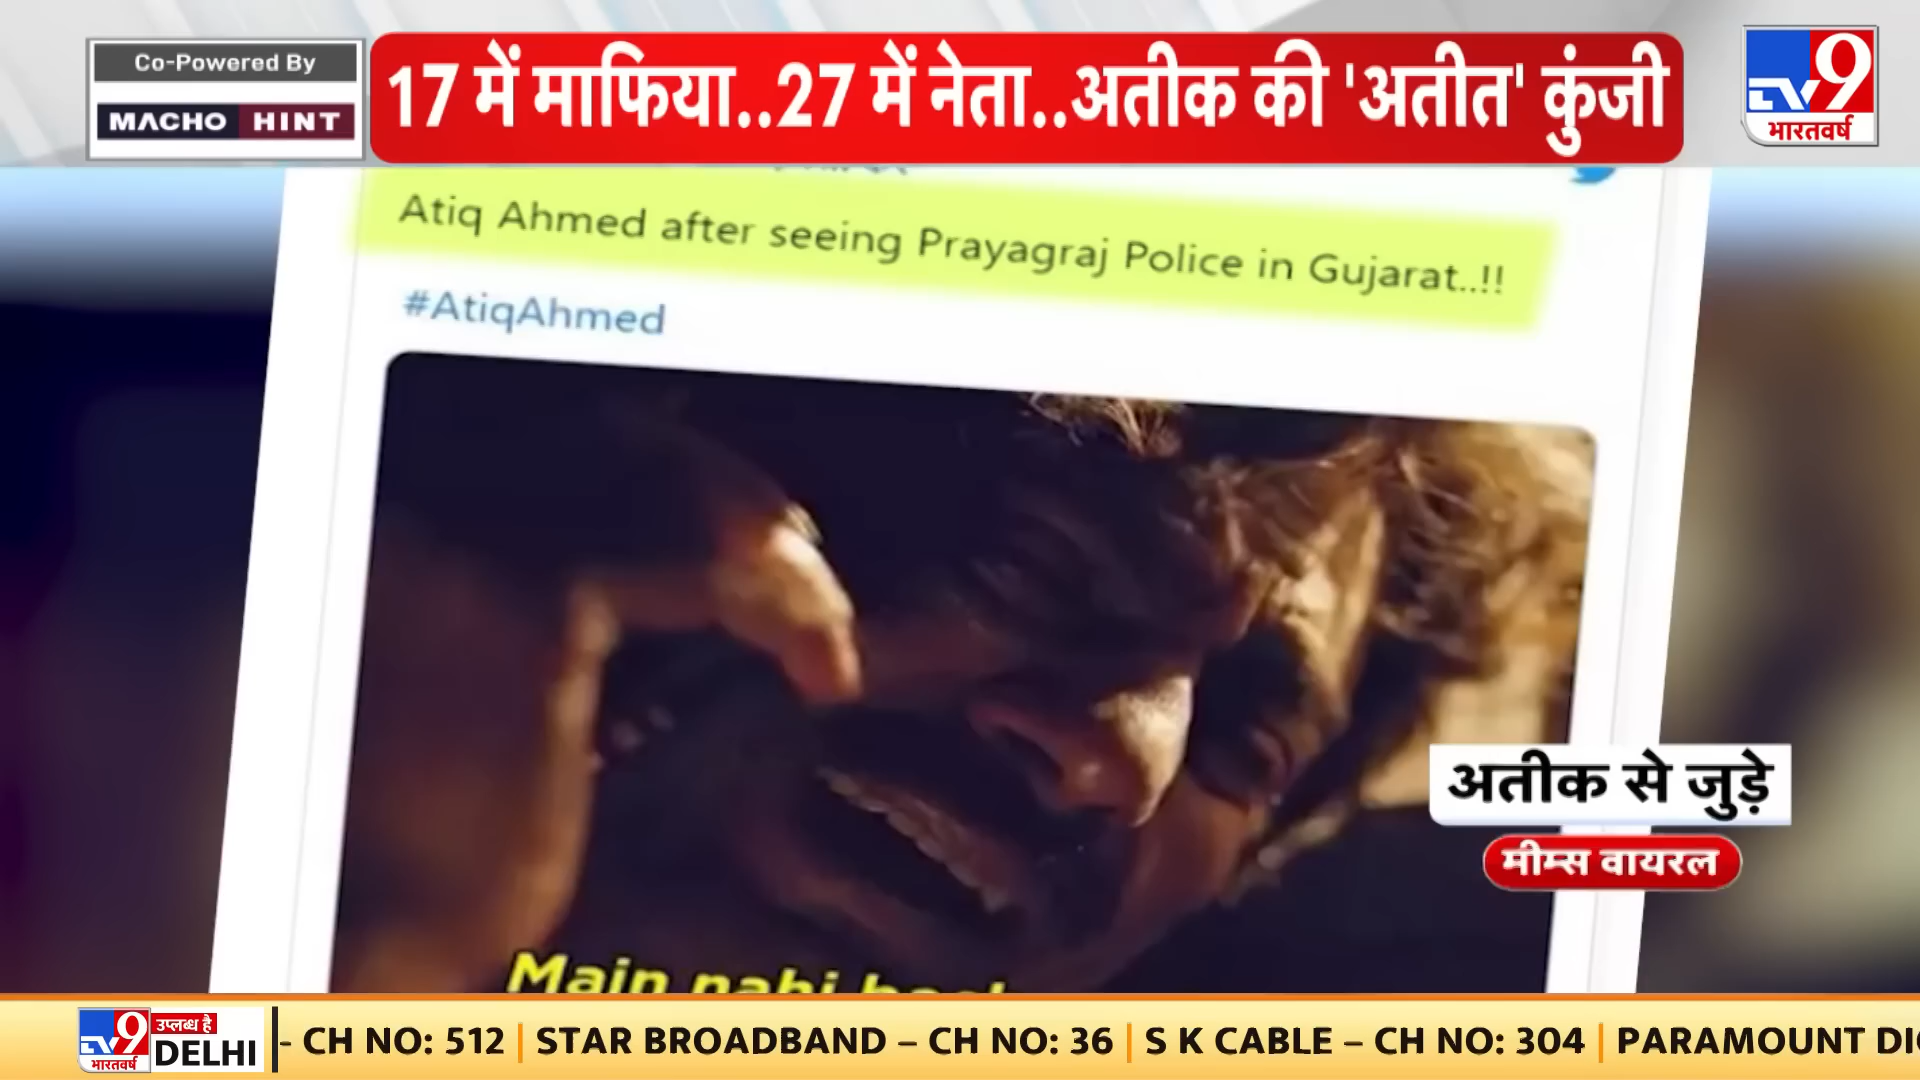 Co-Powered By
MACHO HINT
17 में माफिया..27 में नेता..अतीक की 'अतीत' कुंजी
TV9
भारतवर्ष
Atiq Ahmed after seeing Prayagraj Police in Gujarat..!!
#AtiqAhmed
अतीक से जुड़े
मीम्स वायरल
Main nahi
TV9
भारतवर्ष
उपलब्ध है
DELHI
- CH NO: 512 | STAR BROADBAND – CH NO: 36 | S K CABLE – CH NO: 304 | PARAMOUNT